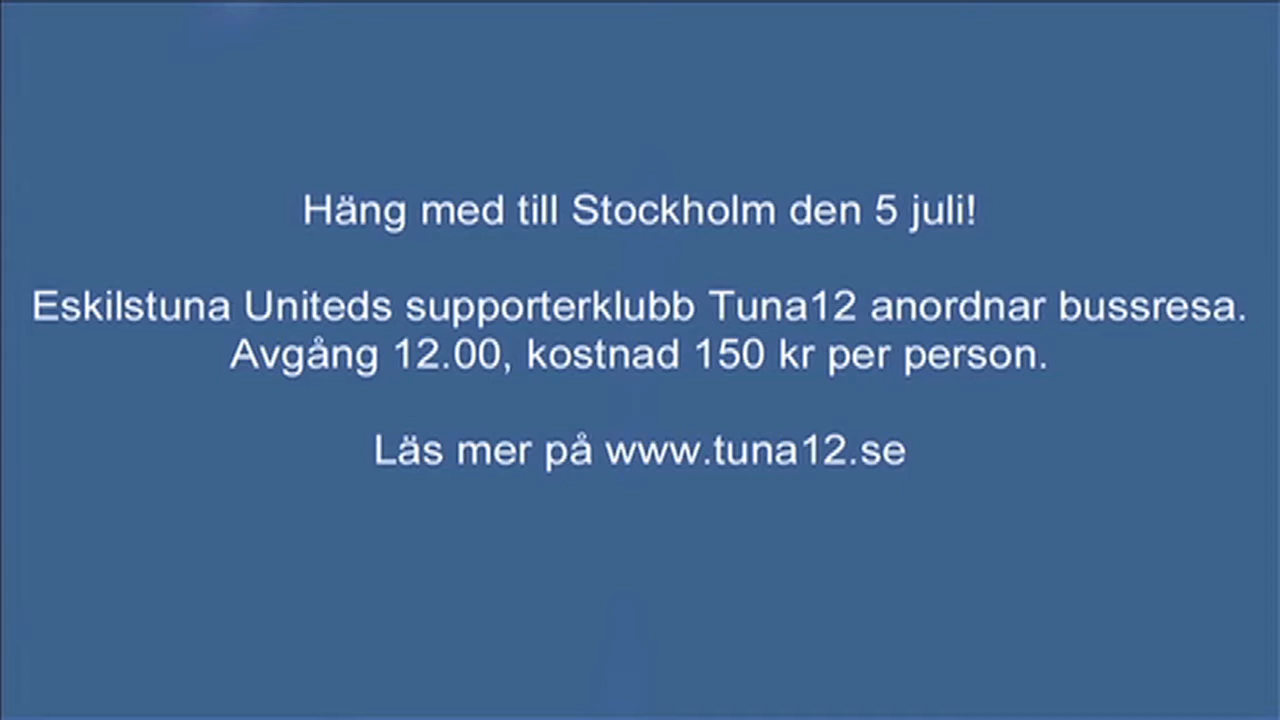 Häng med till Stockholm den 5 juli!
Eskilstuna Uniteds supporterklubb Tuna12 anordnar bussresa.
Avgång 12.00, kostnad 150 kr per person.
Läs mer på www.tuna12.se